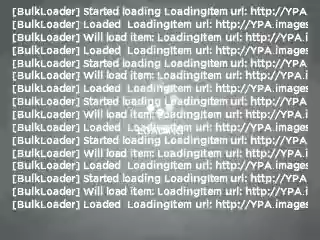 [BulkLoader] Started loading LoadingItem url: http://YPA
[BulkLoader] Loaded  LoadingItem url: http://YPA.images
[BulkLoader] Will load item: LoadingItem url: http://YPA.i
[BulkLoader] Loaded  LoadingItem url: http://YPA.images
[BulkLoader] Started loading LoadingItem url: http://YPA
[BulkLoader] Will load item: LoadingItem url: http://YPA.i
[BulkLoader] Loaded  LoadingItem url: http://YPA.images
[BulkLoader] Started loading LoadingItem url: http://YPA
[BulkLoader] Will load item: LoadingItem url: http://YPA.i
[BulkLoader] Loaded  LoadingItem url: http://YPA.images
[BulkLoader] Started loading LoadingItem url: http://YPA
[BulkLoader] Will load item: LoadingItem url: http://YPA.i
[BulkLoader] Loaded  LoadingItem url: http://YPA.images
[BulkLoader] Started loading LoadingItem url: http://YPA
[BulkLoader] Will load item: LoadingItem url: http://YPA.i
[BulkLoader] Loaded  LoadingItem url: http://YPA.images